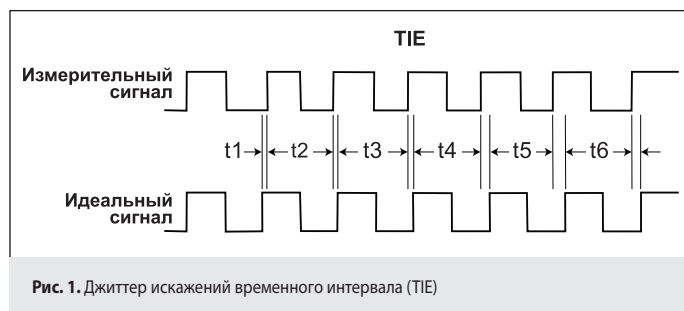 TIE
Измерительный
сигнал
t1 t2 t3 t4 t5 t6
Идеальный
сигнал
Рис. 1. Джиттер искажений временного интервала (TIE)